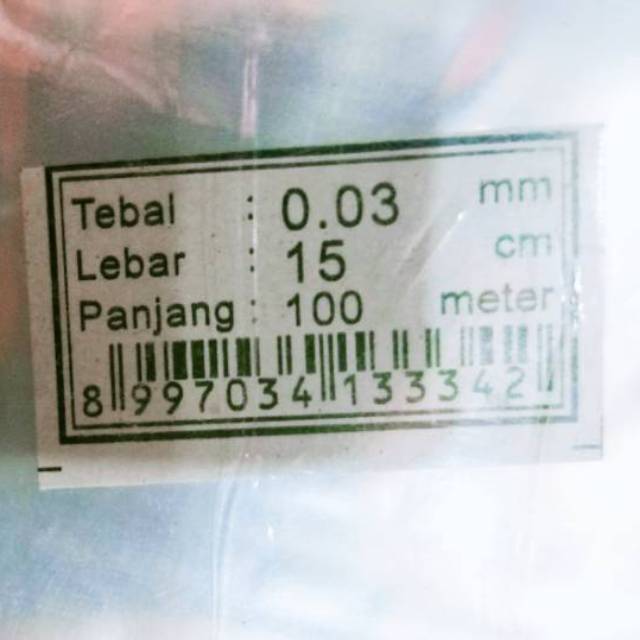 Tebal : 0.03 mm
Lebar : 15 cm
Panjang : 100 meter
8 997034 133342